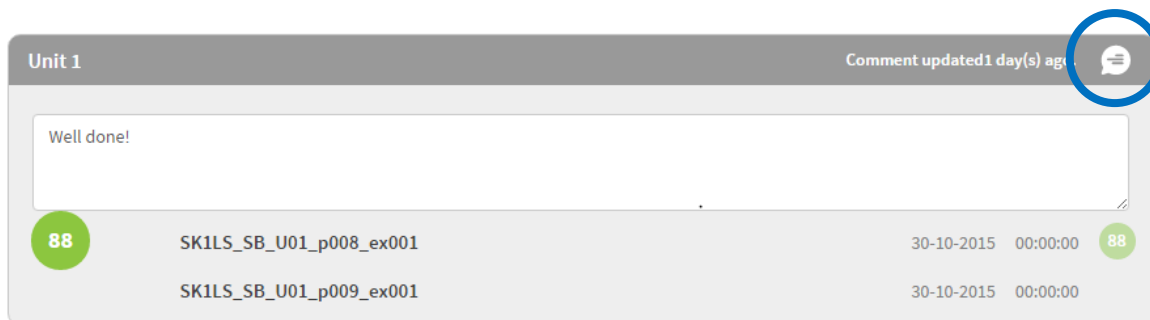 Unit 1 Comment updated1 day(s) ago
Well done!
88 SK1LS_SB_U01_p008_ex001 30-10-2015 00:00:00 88
SK1LS_SB_U01_p009_ex001 30-10-2015 00:00:00